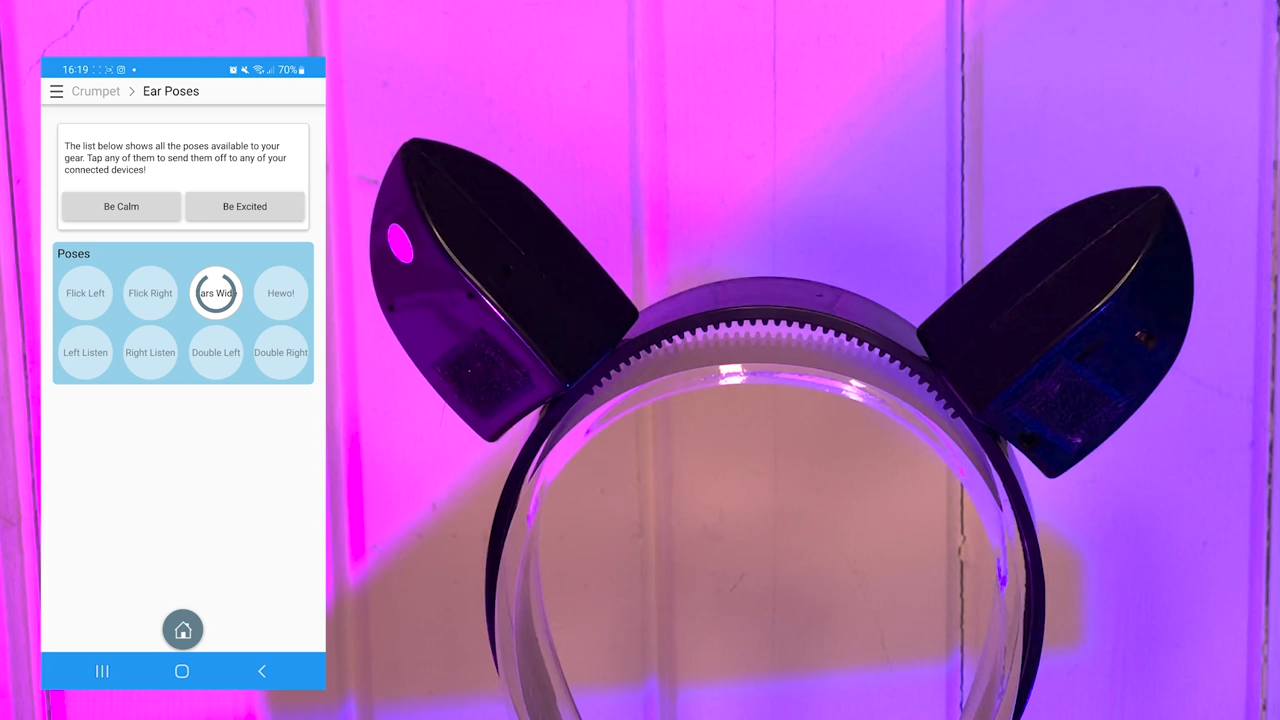 16:19
70%
Crumpet > Ear Poses
The list below shows all the poses available to your
gear. Tap any of them to send them off to any of your
connected devices!
Be Calm Be Excited
Poses
Flick Left Flick Right ars Wide Hewo!
Left Listen Right Listen Double Left Double Right